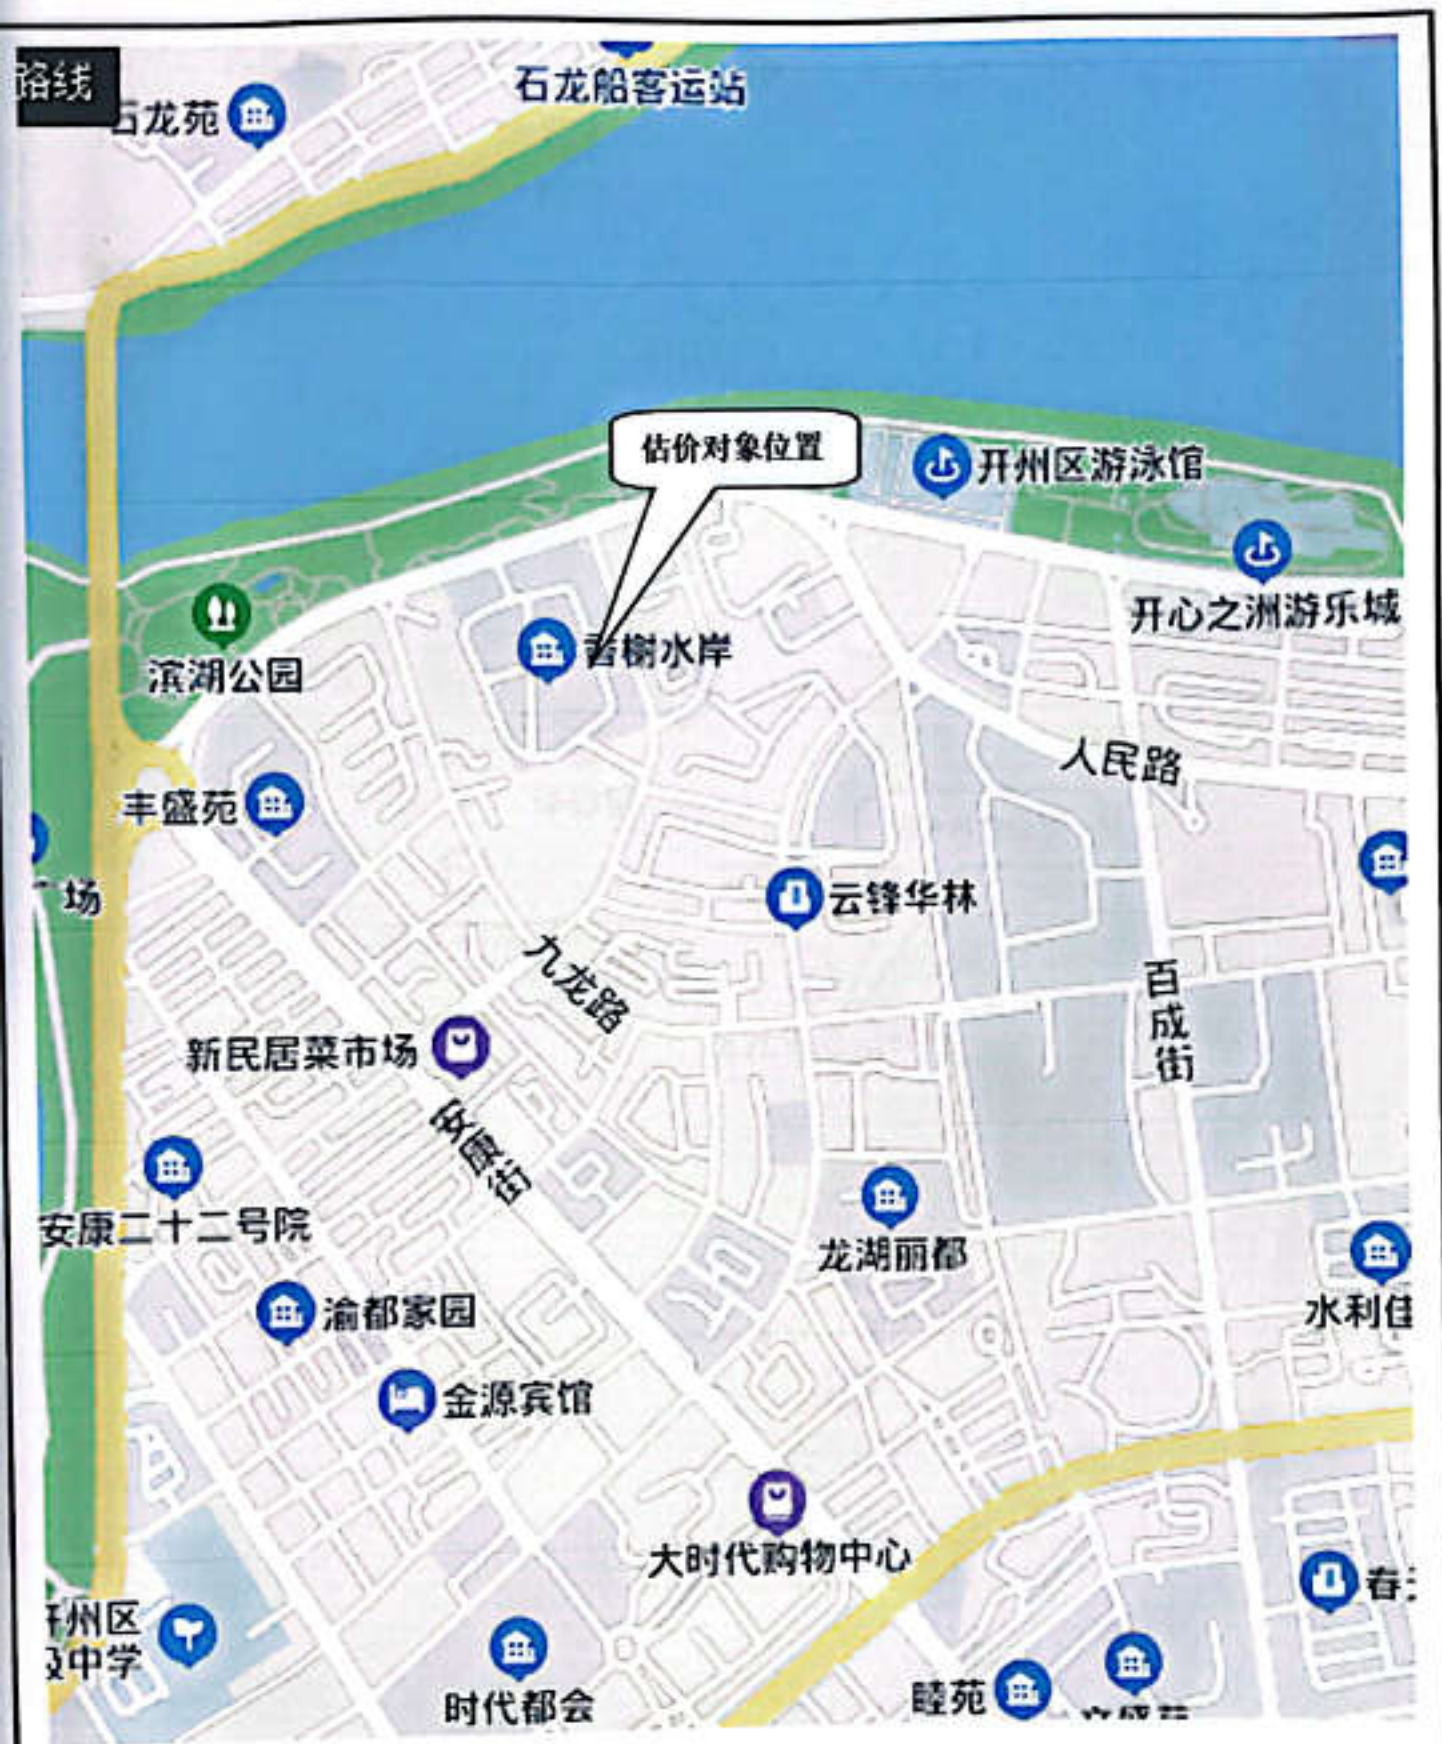 路线
石龙苑
石龙船客运站
估价对象位置
开州区游泳馆
开心之洲游乐城
香榭水岸
滨湖公园
人民路
丰盛苑
场
云锋华林
九龙路
百成街
新民居菜市场
安康街
安康二十二号院
龙湖丽都
水利佳
渝都家园
金源宾馆
大时代购物中心
春
开州区
中学
时代都会
睦苑